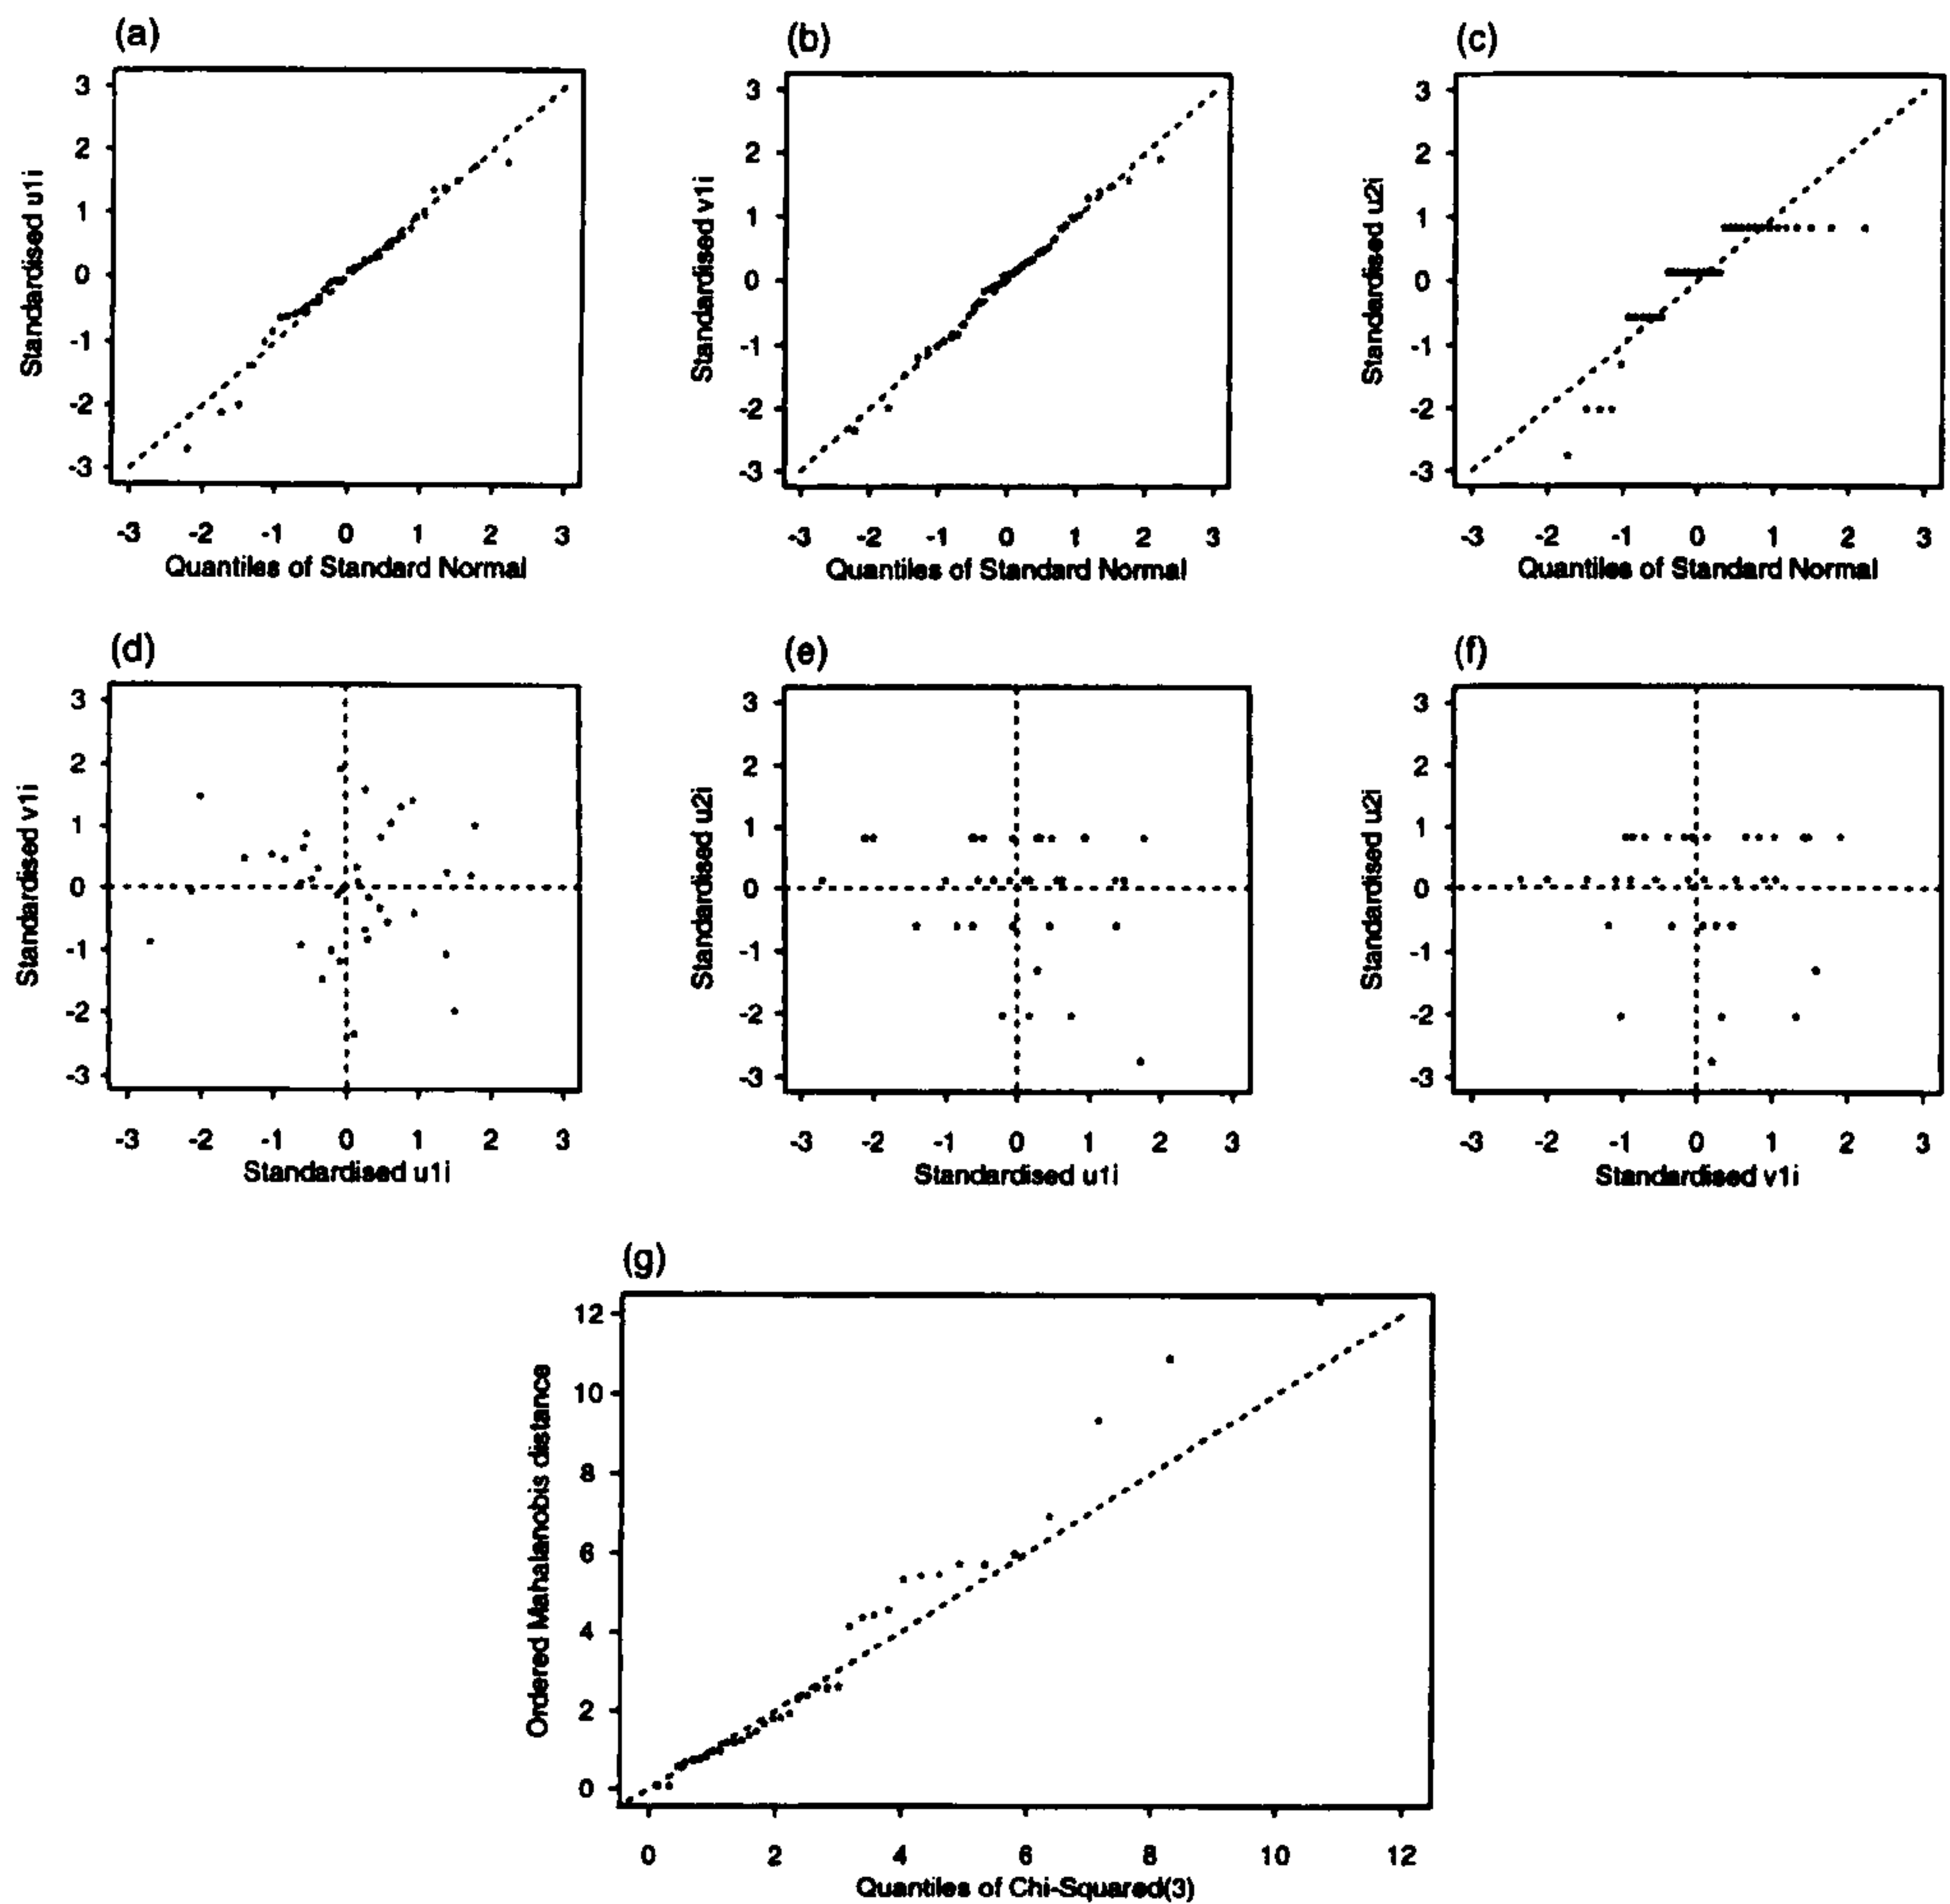 (a)
(b)
(c)
3
2
1
0
-1
-2
-3
Standardised u1i
-3 -2 -1 0 1 2 3
Quantiles of Standard Normal
3
2
1
0
-1
-2
-3
Standardised v1i
-3 -2 -1 0 1 2 3
Quantiles of Standard Normal
3
2
1
0
-1
-2
-3
Standardised u2i
-3 -2 -1 0 1 2 3
Quantiles of Standard Normal
(d)
(e)
(f)
3
2
1
0
-1
-2
-3
Standardised v1i
-3 -2 -1 0 1 2 3
Standardised u1i
3
2
1
0
-1
-2
-3
Standardised u2i
-3 -2 -1 0 1 2 3
Standardised u1i
3
2
1
0
-1
-2
-3
Standardised u2i
-3 -2 -1 0 1 2 3
Standardised v1i
(g)
12
10
8
6
4
2
0
Ordered Mahalanobis distance
0 2 4 6 8 10 12
Quantiles of Chi-Squared(3)